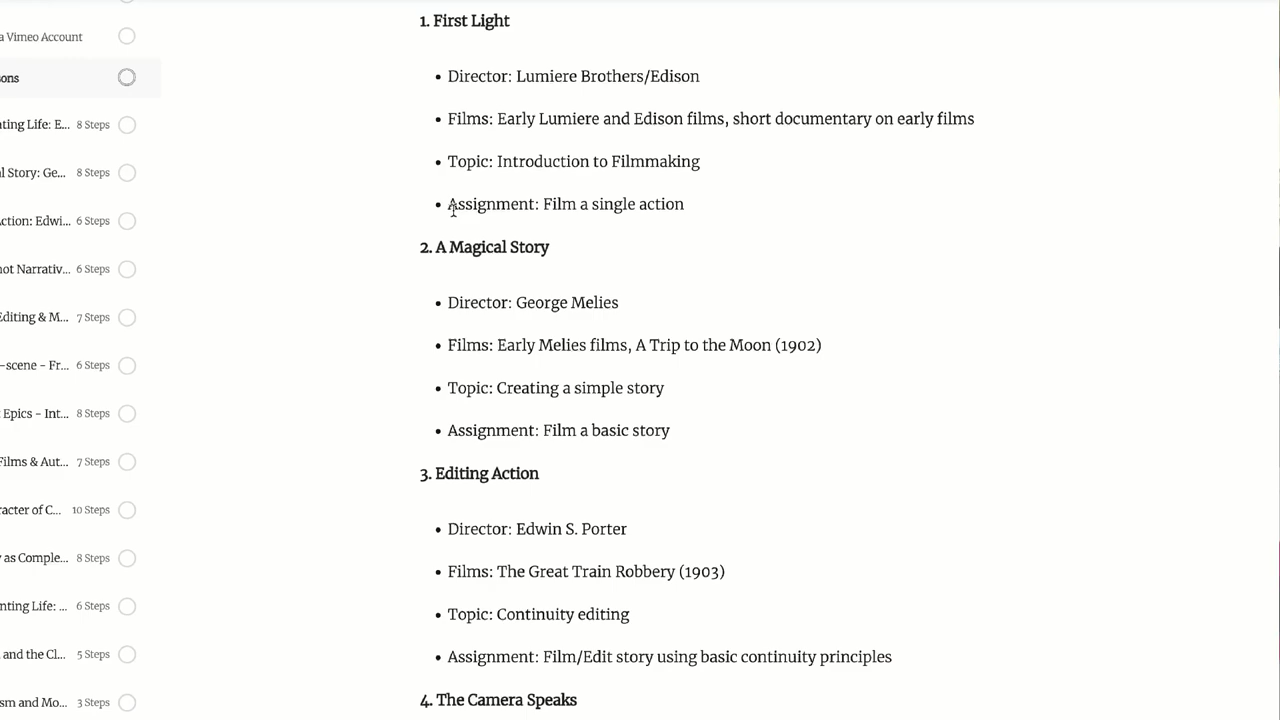 a Vimeo Account
ons
ting Life: E... 8 Steps
l Story: Ge... 8 Steps
ction: Edwi... 6 Steps
ot Narrativ... 6 Steps
Editing & M... 7 Steps
-scene - Fr... 6 Steps
Epics - Int... 8 Steps
Films & Aut... 7 Steps
racter of C... 10 Steps
y as Comple... 8 Steps
nting Life: ... 6 Steps
and the Cl... 5 Steps
sm and Mo... 3 Steps
1. First Light
• Director: Lumiere Brothers/Edison
• Films: Early Lumiere and Edison films, short documentary on early films
• Topic: Introduction to Filmmaking
• Assignment: Film a single action
2. A Magical Story
• Director: George Melies
• Films: Early Melies films, A Trip to the Moon (1902)
• Topic: Creating a simple story
• Assignment: Film a basic story
3. Editing Action
• Director: Edwin S. Porter
• Films: The Great Train Robbery (1903)
• Topic: Continuity editing
• Assignment: Film/Edit story using basic continuity principles
4. The Camera Speaks